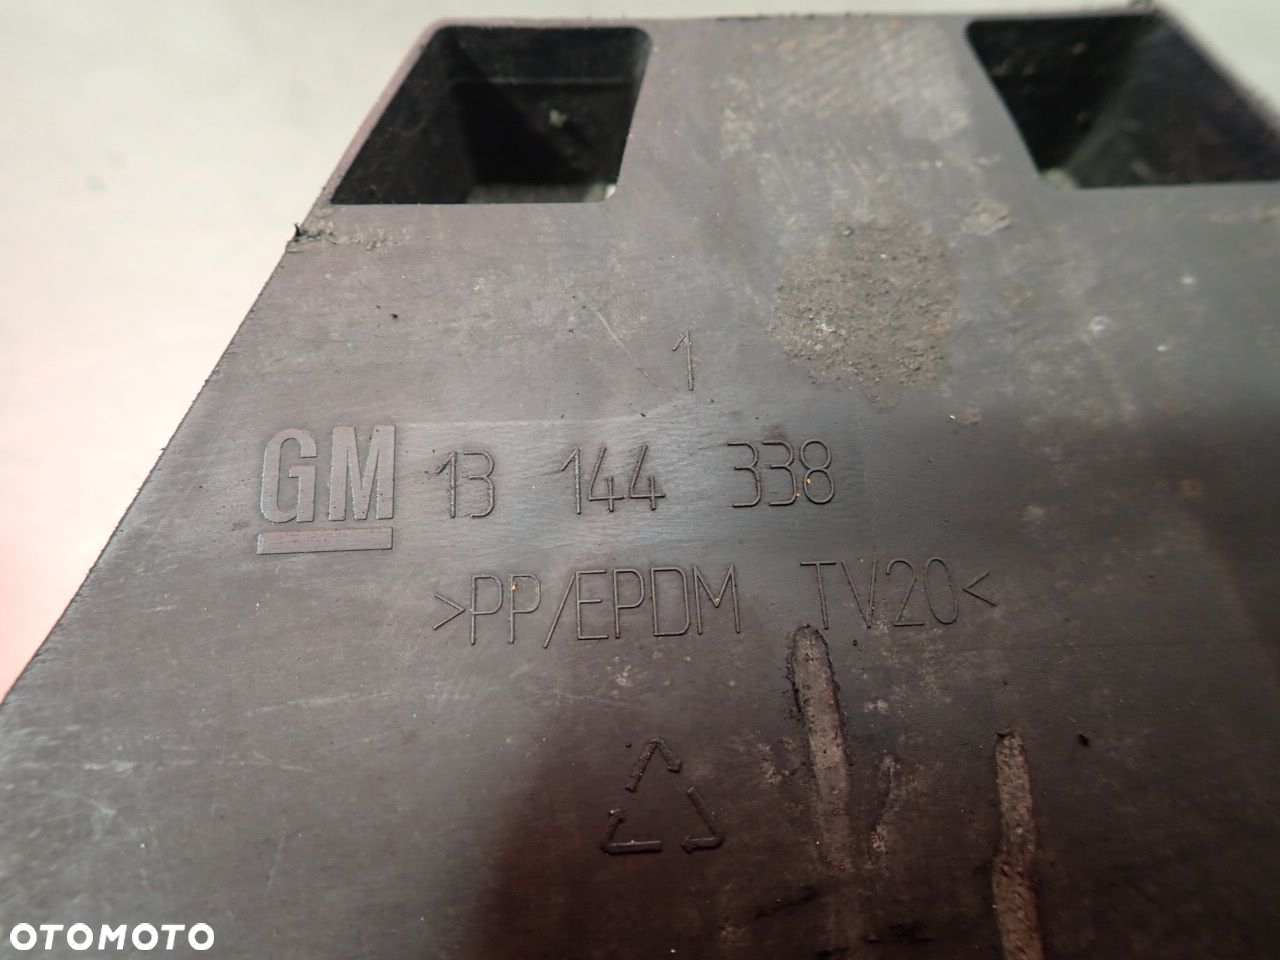 1
GM 13 144 338
>PP/EPDM TV20<
OTOMOTO